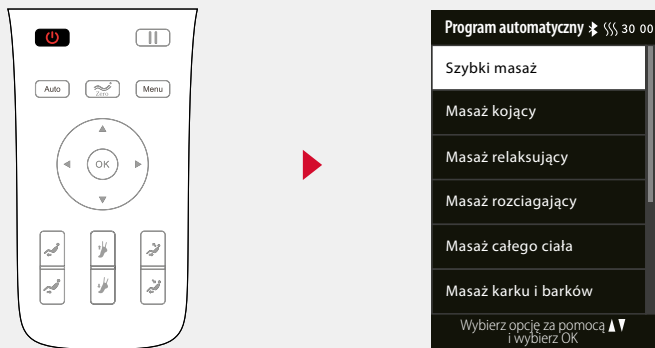 Auto
Zero
Menu
OK
Program automatyczny 30 00
Szybki masaż
Masaż kojący
Masaż relaksujący
Masaż rozciagający
Masaż całego ciała
Masaż karku i barków
Wybierz opcję za pomocą
i wybierz OK